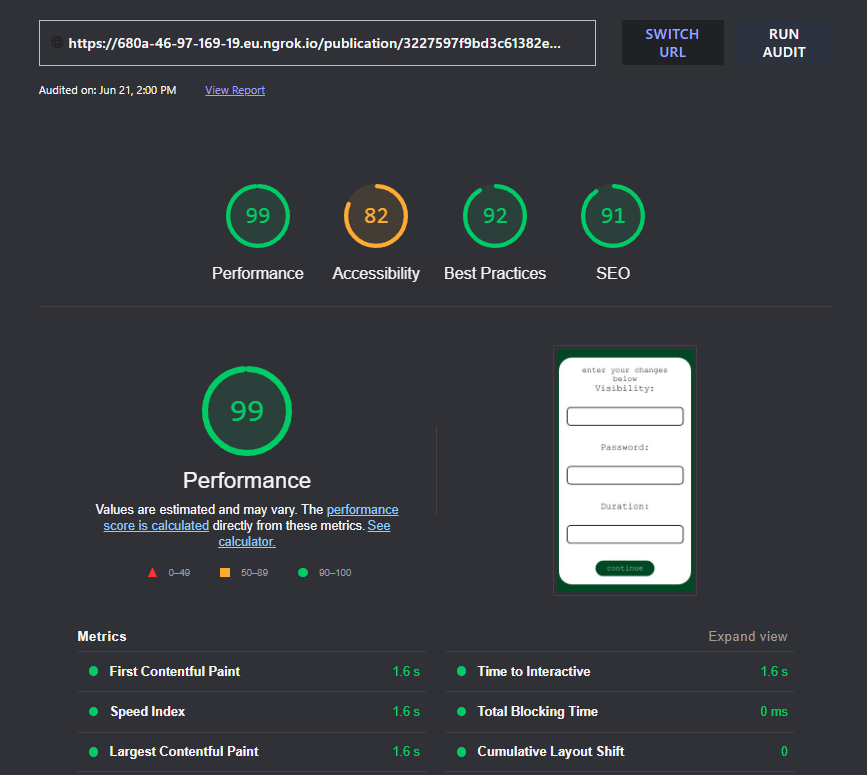 https://680a-46-97-169-19.eu.ngrok.io/publication/3227597f9bd3c61382e...
SWITCH
URL
RUN
AUDIT
Audited on: Jun 21, 2:00 PM
View Report
99
82
92
91
Performance
Accessibility
Best Practices
SEO
99
Performance
Values are estimated and may vary. The performance
score is calculated directly from these metrics. See
calculator.
0–49
50–89
90–100
enter your changes
below
Visibility:
Password:
Duration:
continue
Metrics
Expand view
First Contentful Paint
1.6 s
Time to Interactive
1.6 s
Speed Index
1.6 s
Total Blocking Time
0 ms
Largest Contentful Paint
1.6 s
Cumulative Layout Shift
0